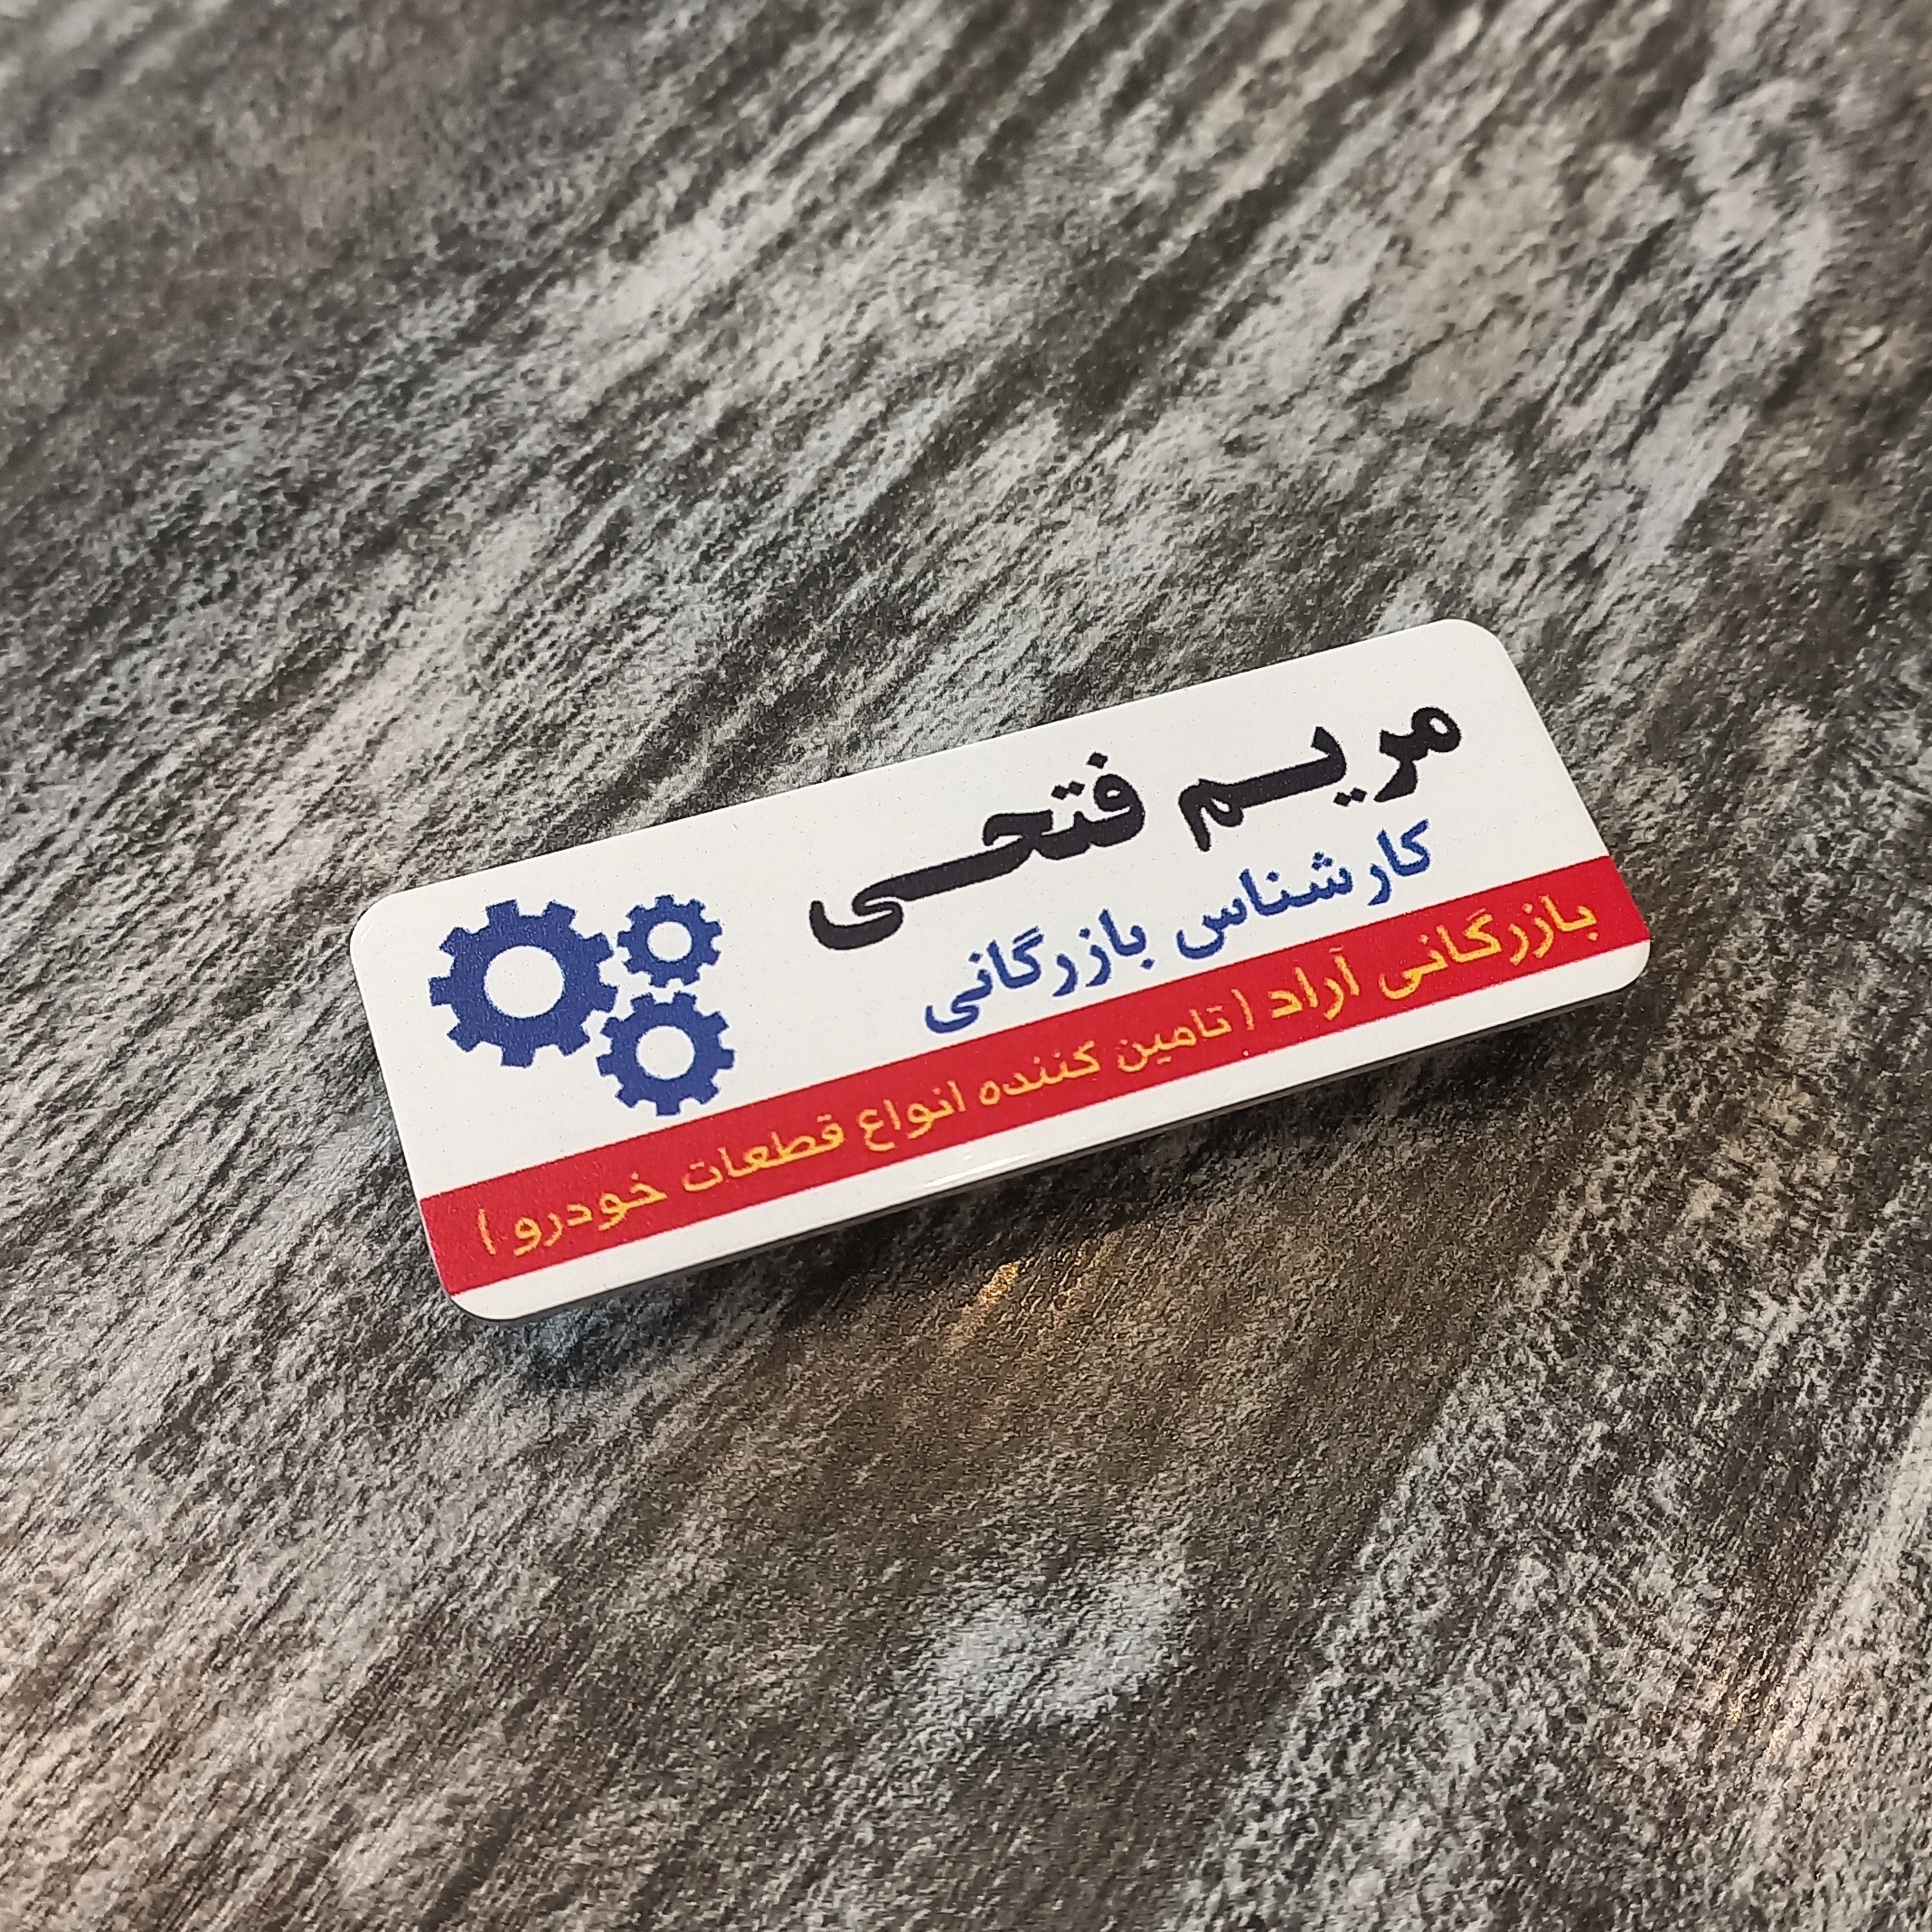 مریم فتحی
کارشناس بازرگانی
بازرگانی آراد ( تامین کننده انواع قطعات خودرو )